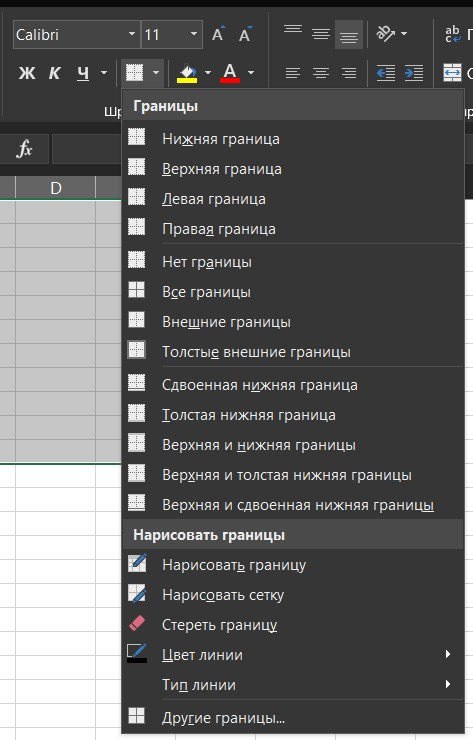 Calibri 11 A A
Ж К Ч А
Шр
Границы
fx
D
Нижняя граница
Верхняя граница
Левая граница
Правая граница
Нет границы
Все границы
Внешние границы
Толстые внешние границы
Сдвоенная нижняя граница
Толстая нижняя граница
Верхняя и нижняя границы
Верхняя и толстая нижняя границы
Верхняя и сдвоенная нижняя границы
Нарисовать границы
Нарисовать границу
Нарисовать сетку
Стереть границу
Цвет линии
Тип линии
Другие границы...